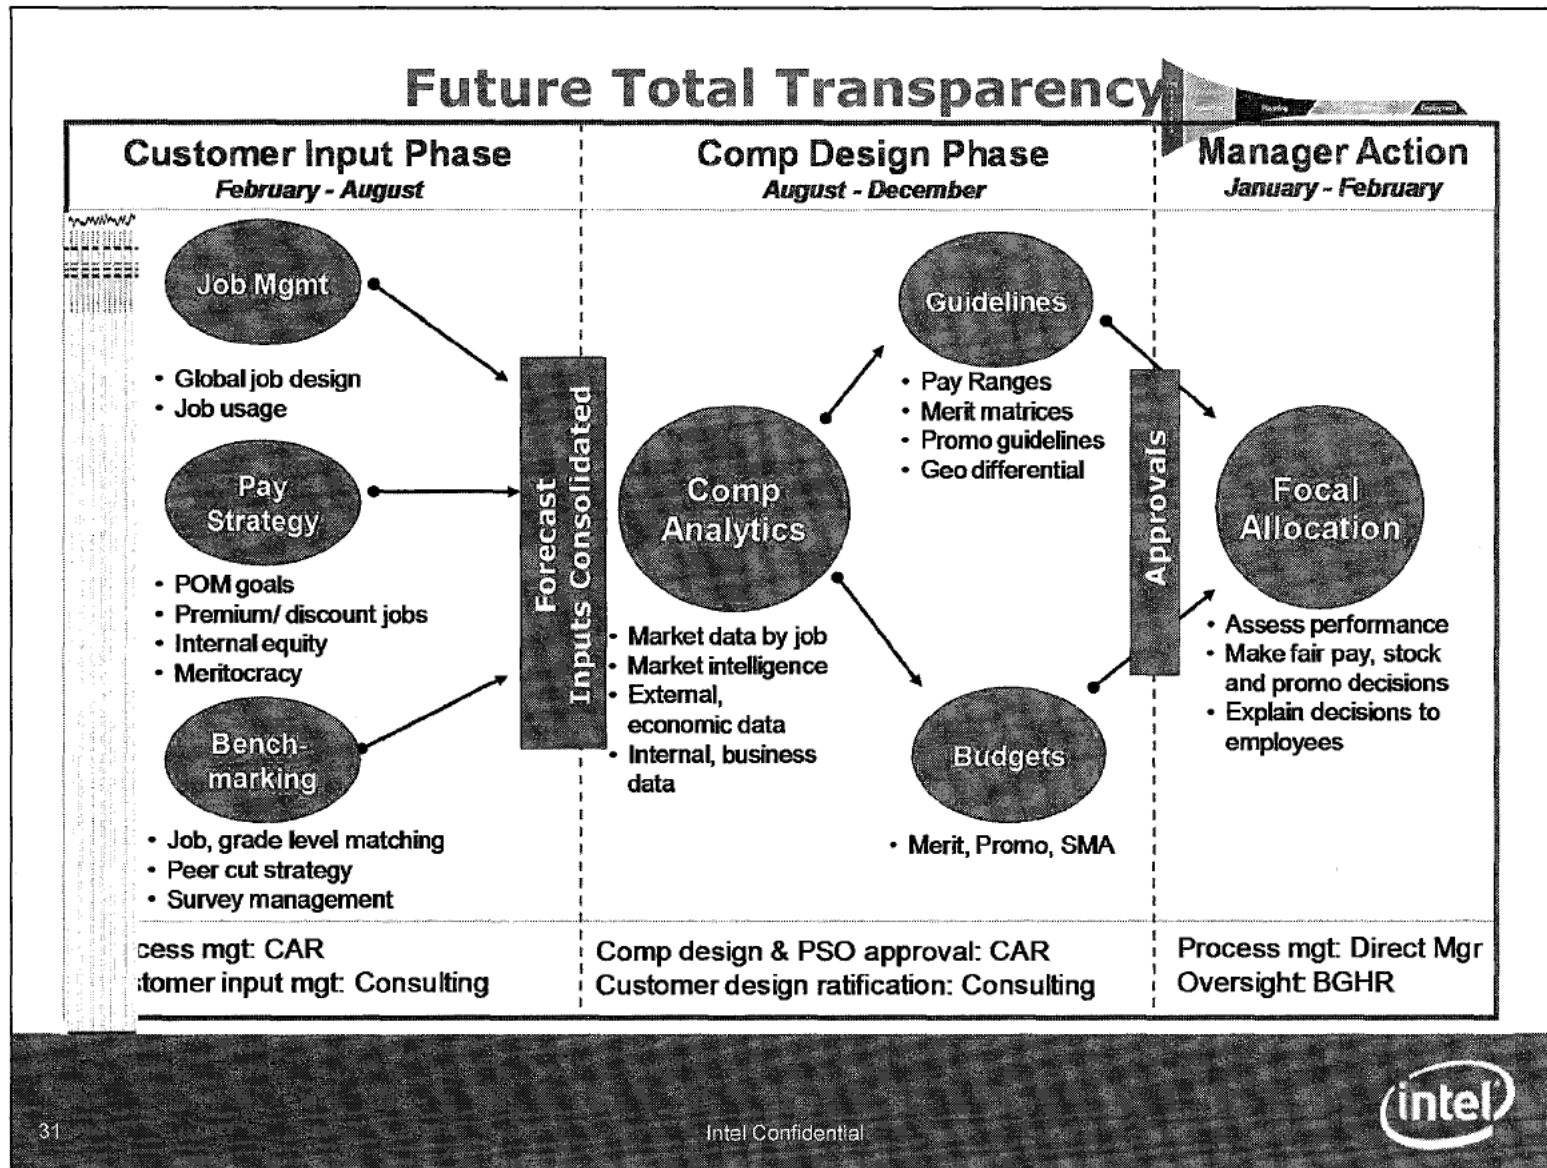 Future Total Transparency
Planning
Deployment
Customer Input Phase
February - August
Job Mgmt
• Global job design
• Job usage
Pay
Strategy
• POM goals
• Premium/ discount jobs
• Internal equity
• Meritocracy
Bench-
marking
• Job, grade level matching
• Peer cut strategy
• Survey management
Forecast
Inputs Consolidated
cess mgt: CAR
stomer input mgt: Consulting
Comp Design Phase
August - December
Comp
Analytics
• Market data by job
• Market intelligence
• External,
economic data
• Internal, business
data
Guidelines
• Pay Ranges
• Merit matrices
• Promo guidelines
• Geo differential
Budgets
• Merit, Promo, SMA
Approvals
Comp design & PSO approval: CAR
Customer design ratification: Consulting
Manager Action
January - February
Focal
Allocation
• Assess performance
• Make fair pay, stock
and promo decisions
• Explain decisions to
employees
Process mgt: Direct Mgr
Oversight: BGHR
31
Intel Confidential
intel